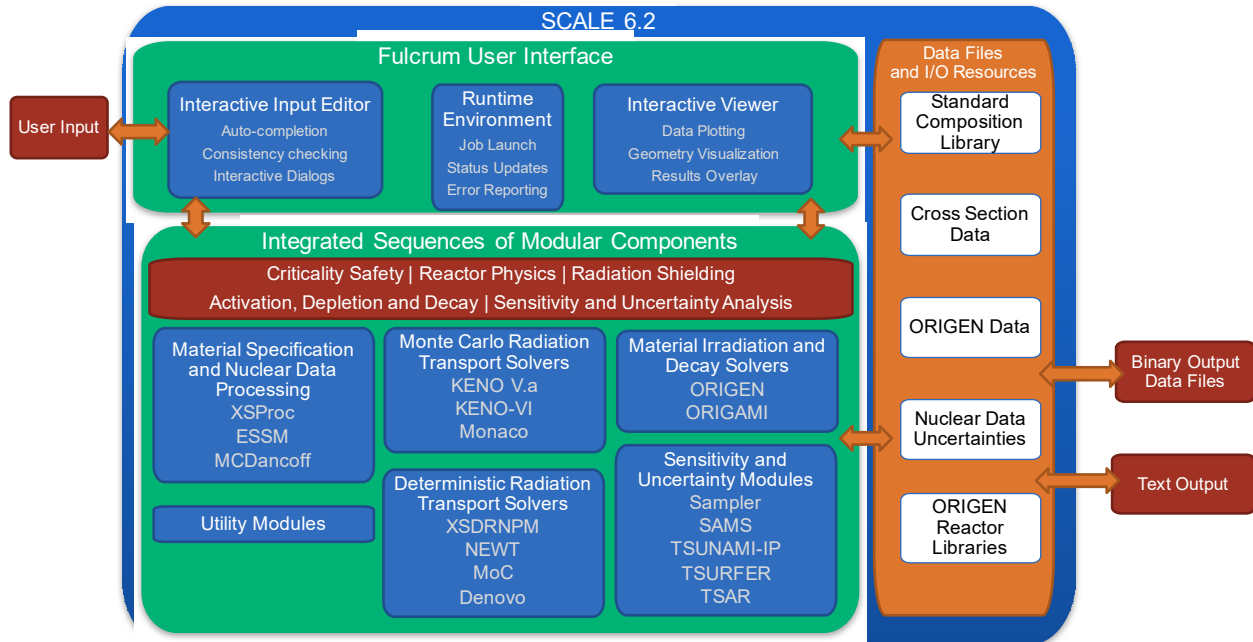 SCALE 6.2
Fulcrum User Interface
User Input
Interactive Input Editor
Auto-completion
Consistency checking
Interactive Dialogs
Runtime
Environment
Job Launch
Status Updates
Error Reporting
Interactive Viewer
Data Plotting
Geometry Visualization
Results Overlay
Integrated Sequences of Modular Components
Criticality Safety | Reactor Physics | Radiation Shielding
Activation, Depletion and Decay | Sensitivity and Uncertainty Analysis
Material Specification
and Nuclear Data
Processing
XSProc
ESSM
MCDancoff
Utility Modules
Monte Carlo Radiation
Transport Solvers
KENO V.a
KENO-VI
Monaco
Deterministic Radiation
Transport Solvers
XSDRNPM
NEWT
MoC
Denovo
Material Irradiation and
Decay Solvers
ORIGEN
ORIGAMI
Sensitivity and
Uncertainty Modules
Sampler
SAMS
TSUNAMI-IP
TSURFER
TSAR
Data Files
and I/O Resources
Standard
Composition
Library
Cross Section
Data
ORIGEN Data
Nuclear Data
Uncertainties
ORIGEN
Reactor
Libraries
Binary Output
Data Files
Text Output